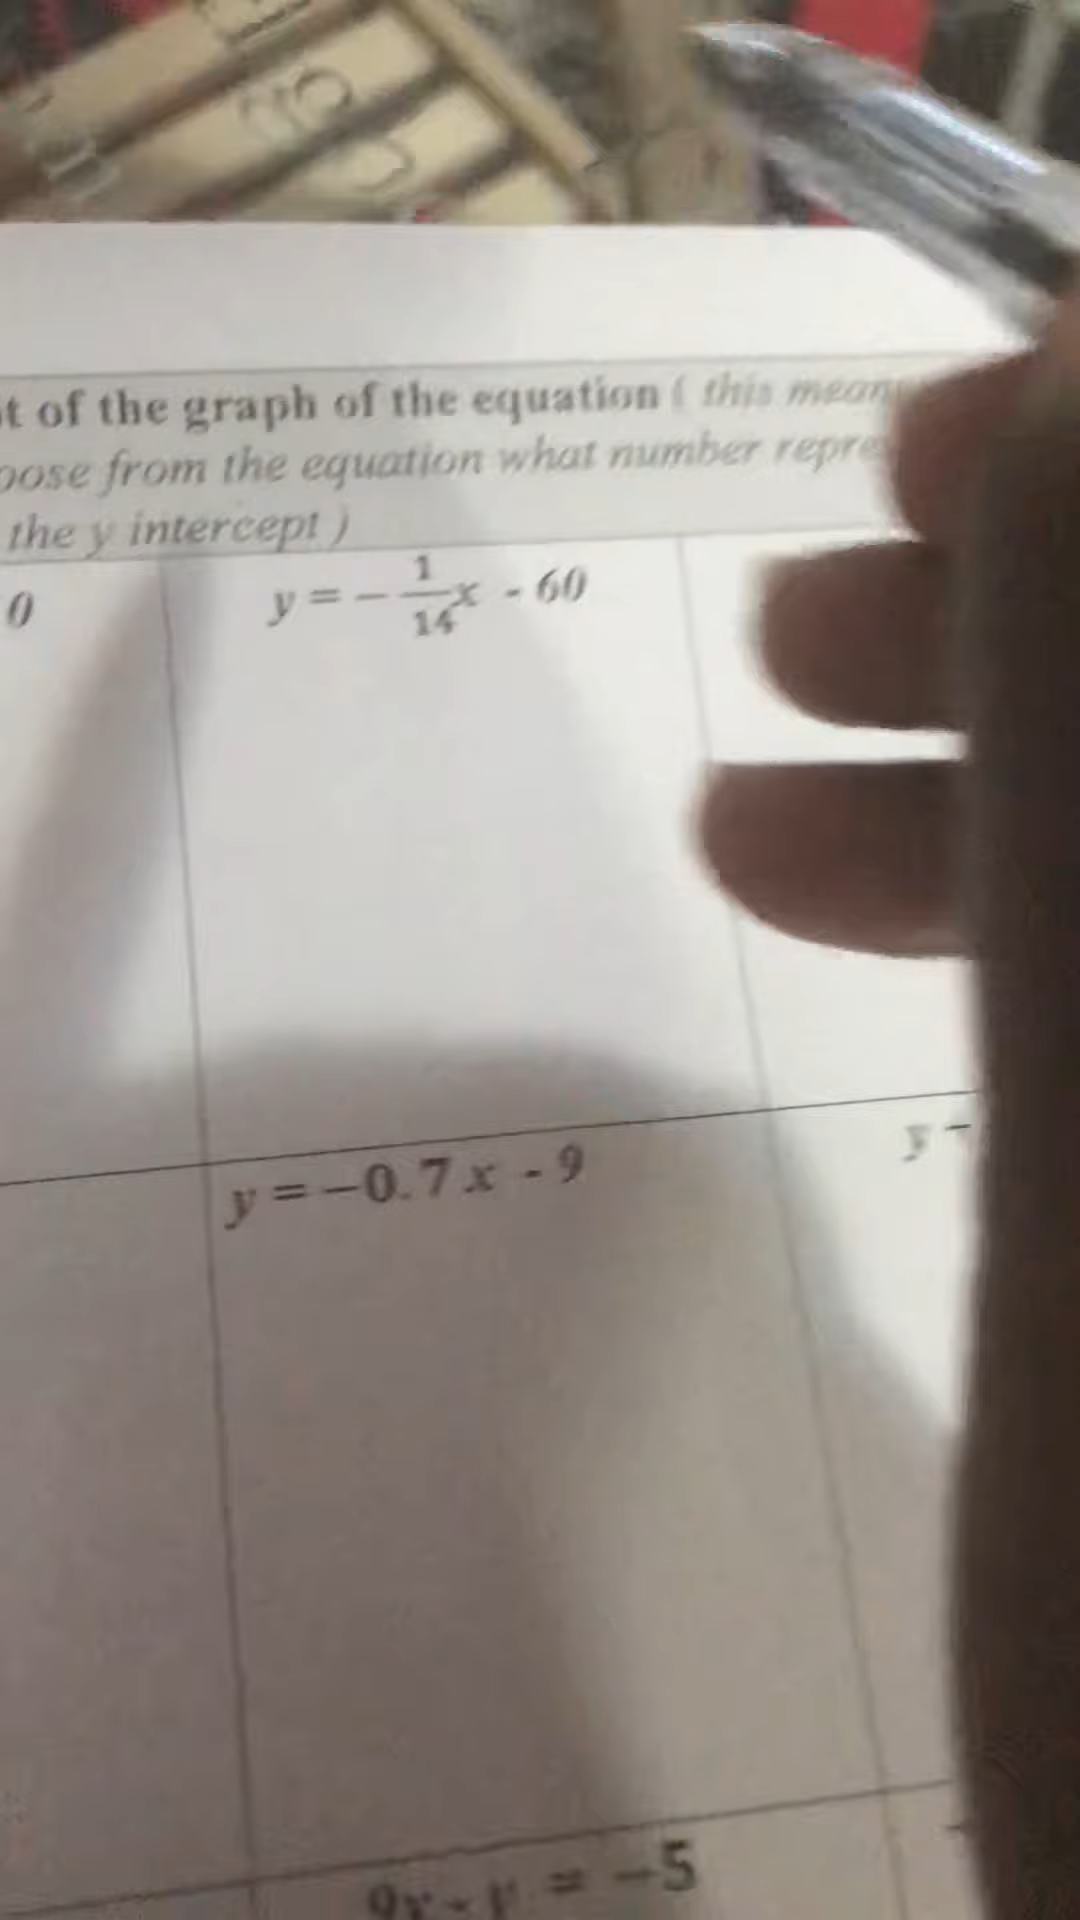 t of the graph of the equation ( this mean
oose from the equation what number repre
the y intercept )
0
y = - 1/14 x - 60
y = -0.7 x - 9
y -
= -5